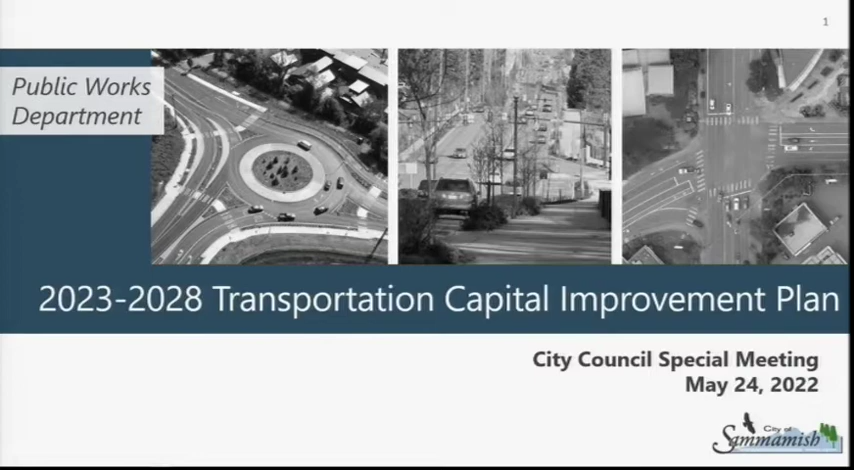 1
Public Works
Department
2023-2028 Transportation Capital Improvement Plan
City Council Special Meeting
May 24, 2022
City of
Sammamish